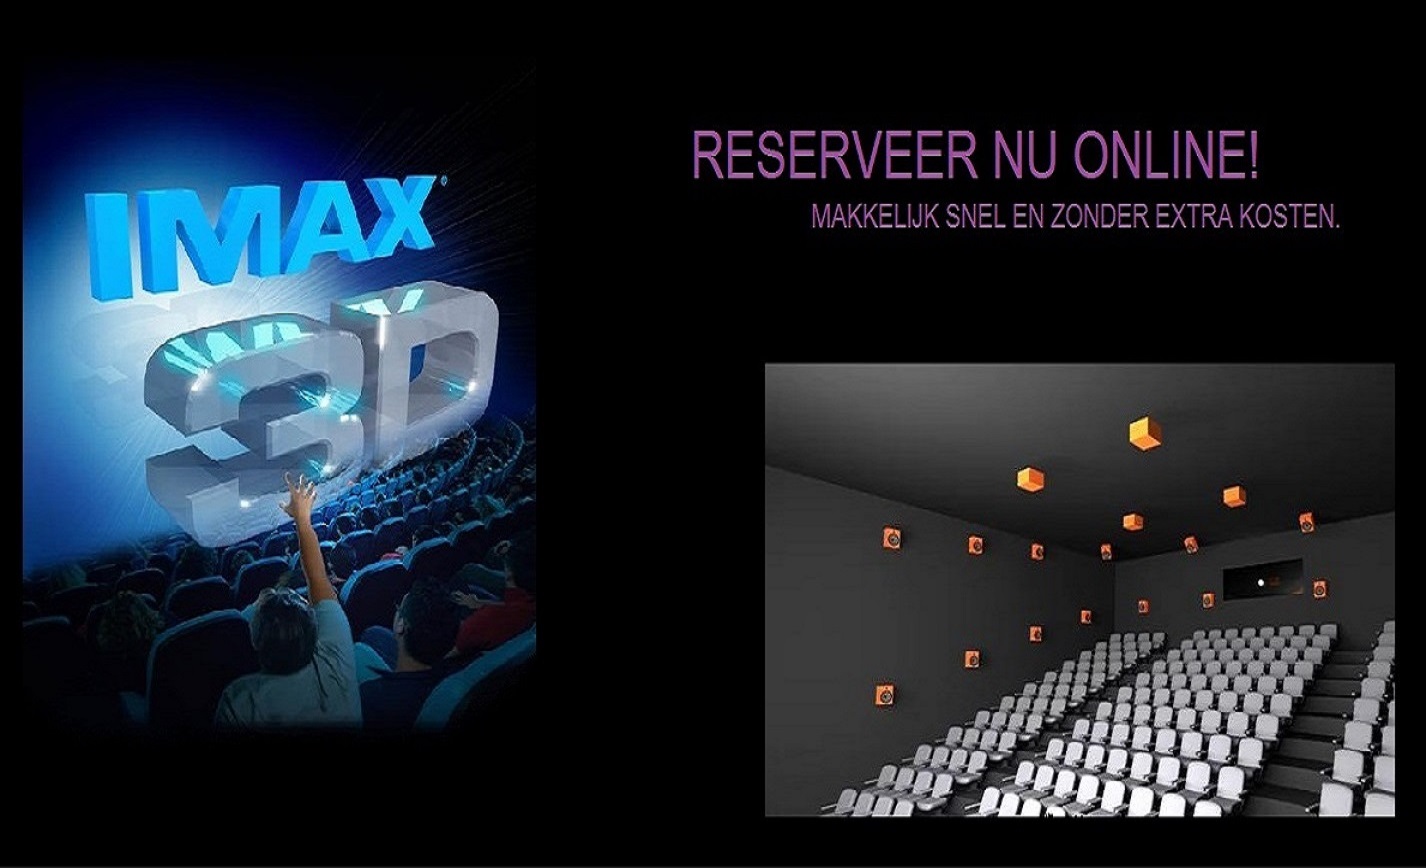 IMAX®
3D
RESERVEER NU ONLINE!
MAKKELIJK SNEL EN ZONDER EXTRA KOSTEN.